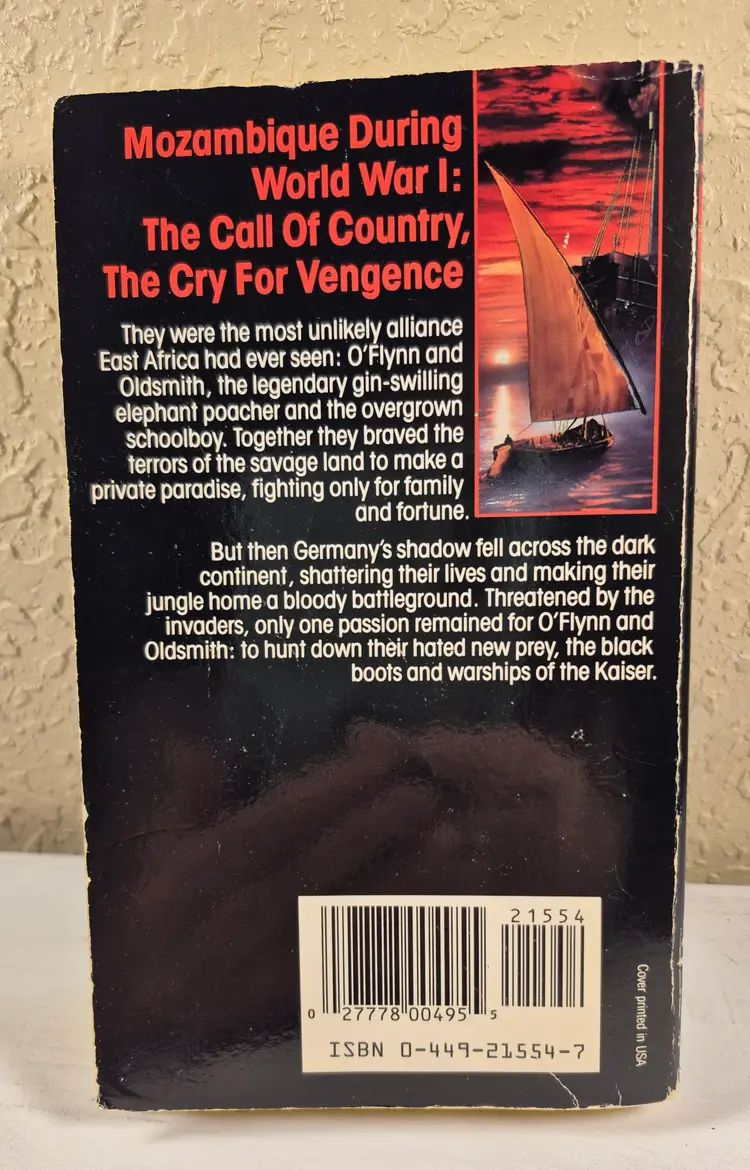 Mozambique During
World War I:
The Call Of Country,
The Cry For Vengence
They were the most unlikely alliance
East Africa had ever seen: O'Flynn and
Oldsmith, the legendary gin-swilling
elephant poacher and the overgrown
schoolboy. Together they braved the
terrors of the savage land to make a
private paradise, fighting only for family
and fortune.
But then Germany's shadow fell across the dark
continent, shattering their lives and making their
jungle home a bloody battleground. Threatened by the
invaders, only one passion remained for O'Flynn and
Oldsmith: to hunt down their hated new prey, the black
boots and warships of the Kaiser.
21554
0 27778 00495 5
ISBN 0-449-21554-7
Cover printed in USA